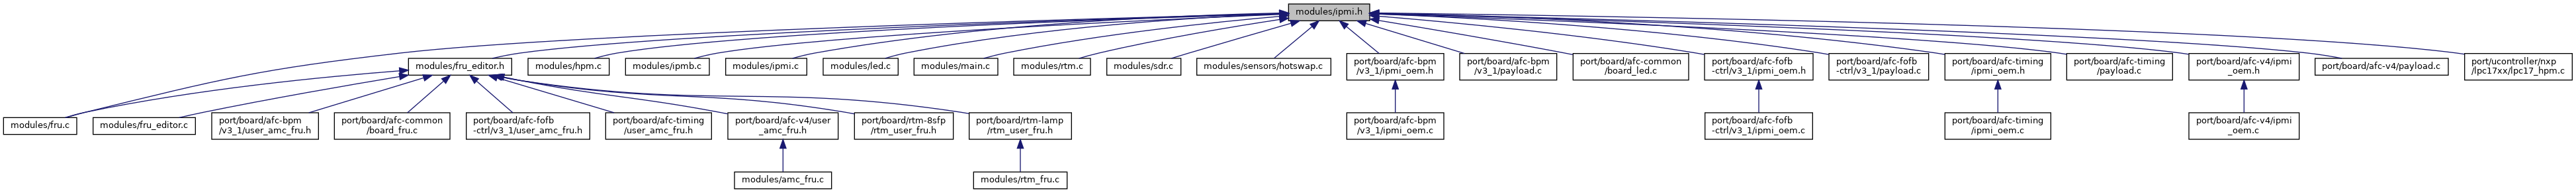 modules/ipmi.h
modules/fru_editor.h
modules/hpm.c
modules/ipmb.c
modules/ipmi.c
modules/led.c
modules/main.c
modules/rtm.c
modules/sdr.c
modules/sensors/hotswap.c
port/board/afc-bpm
/v3_1/ipmi_oem.h
port/board/afc-bpm
/v3_1/payload.c
port/board/afc-common
/board_led.c
port/board/afc-fofb
-ctrl/v3_1/ipmi_oem.h
port/board/afc-fofb
-ctrl/v3_1/payload.c
port/board/afc-timing
/ipmi_oem.h
port/board/afc-timing
/payload.c
port/board/afc-v4/ipmi
_oem.h
port/board/afc-v4/payload.c
port/ucontroller/nxp
/lpc17xx/lpc17_hpm.c
modules/fru.c
modules/fru_editor.c
port/board/afc-bpm
/v3_1/user_amc_fru.h
port/board/afc-common
/board_fru.c
port/board/afc-fofb
-ctrl/v3_1/user_amc_fru.h
port/board/afc-timing
/user_amc_fru.h
port/board/afc-v4/user
_amc_fru.h
port/board/rtm-8sfp
/rtm_user_fru.h
port/board/rtm-lamp
/rtm_user_fru.h
port/board/afc-bpm
/v3_1/ipmi_oem.c
port/board/afc-fofb
-ctrl/v3_1/ipmi_oem.c
port/board/afc-timing
/ipmi_oem.c
port/board/afc-v4/ipmi
_oem.c
modules/amc_fru.c
modules/rtm_fru.c